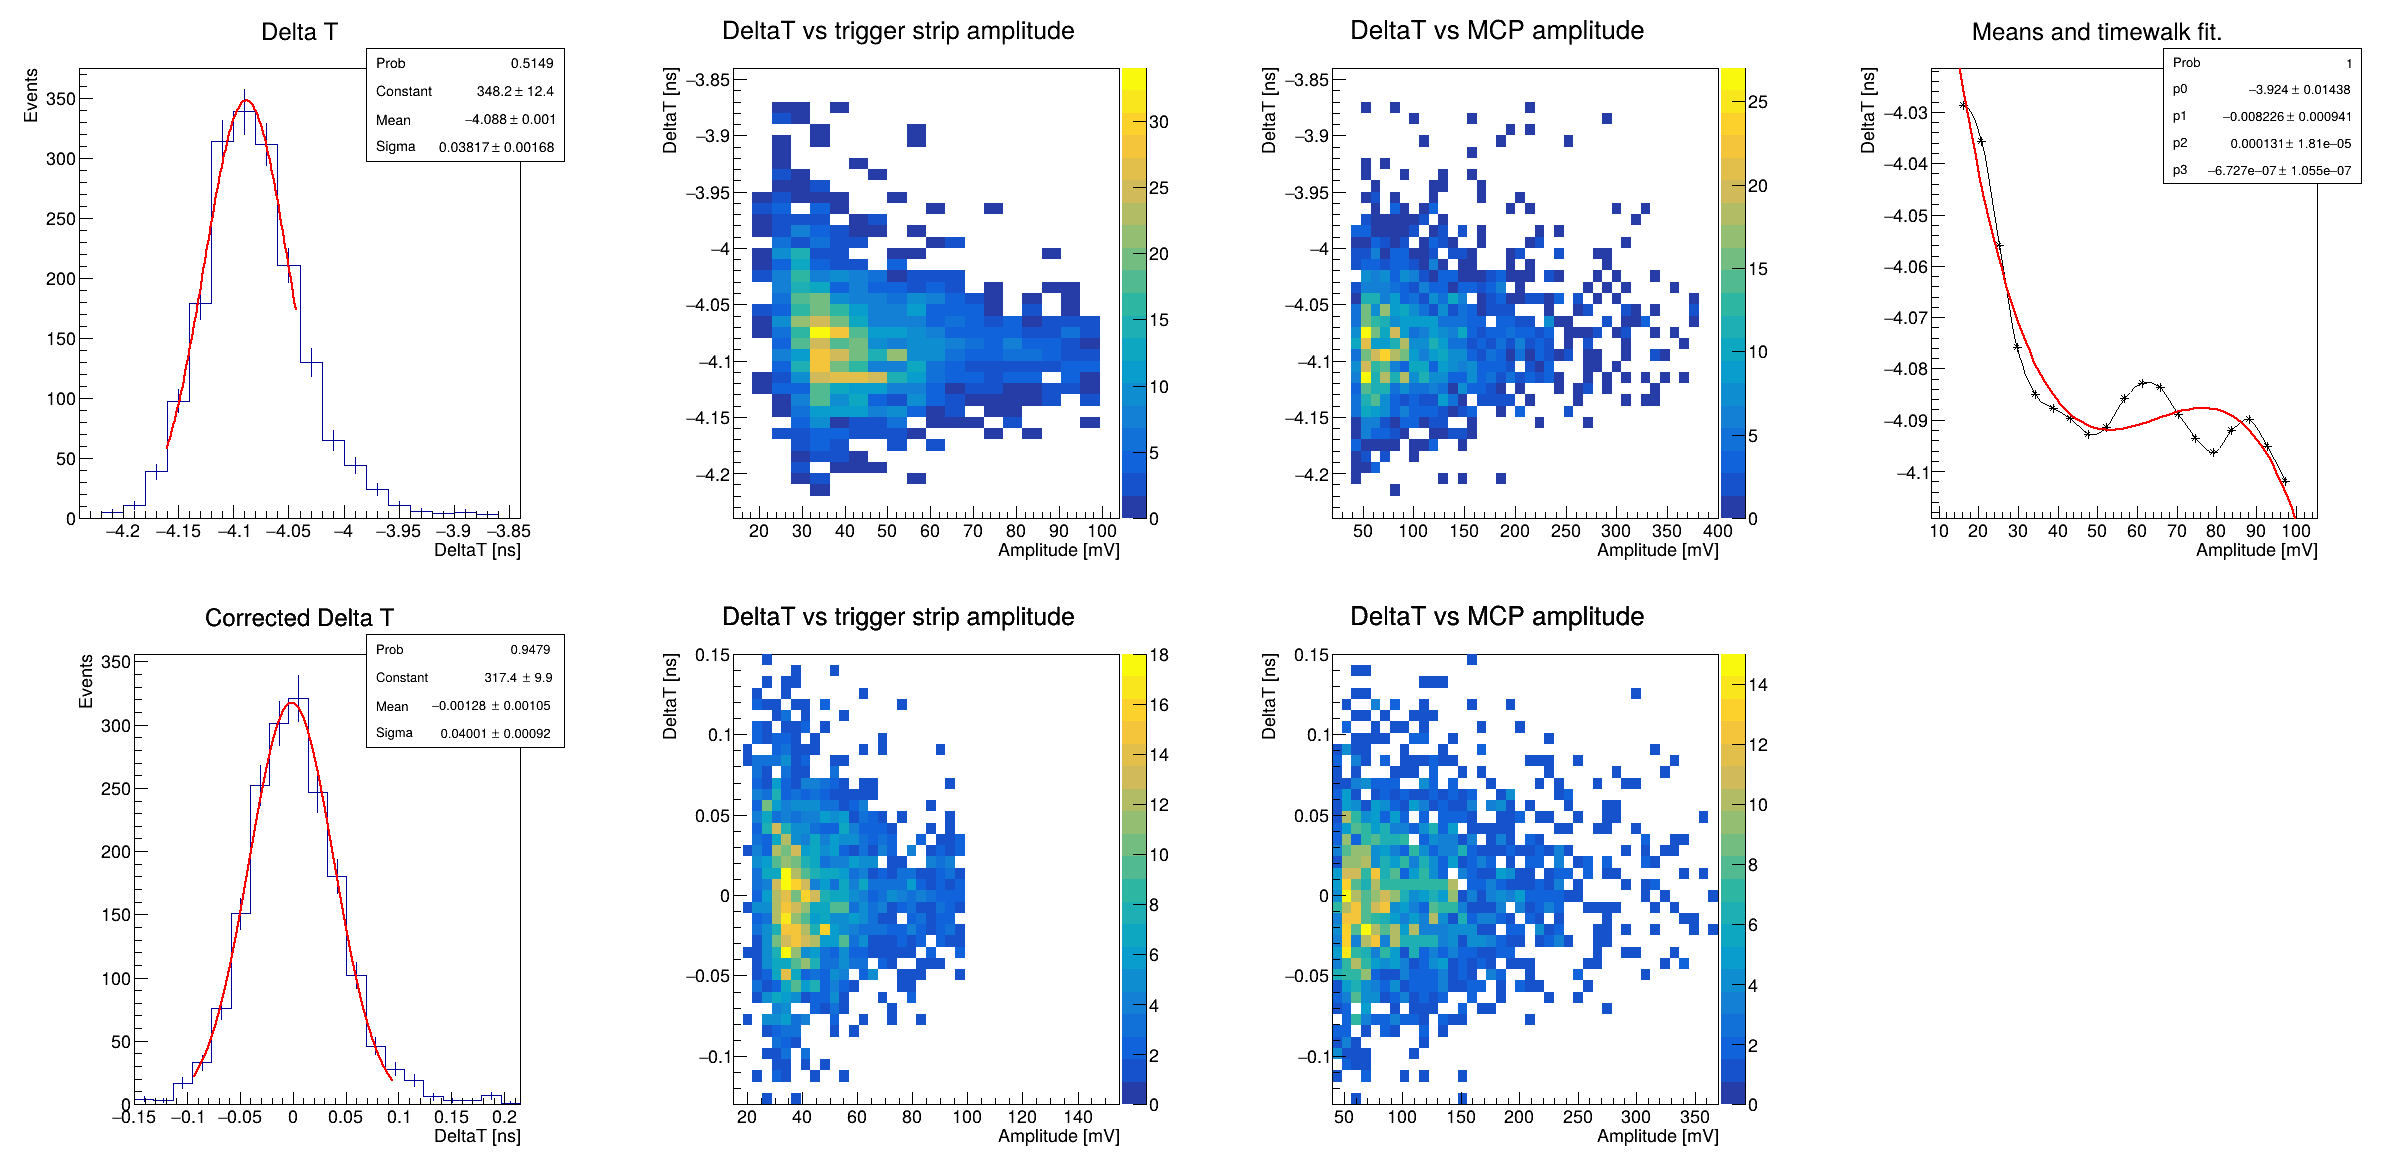 Delta T
Events
350
300
250
200
150
100
50
0
−4.2 −4.15 −4.1 −4.05 −4 −3.95 −3.9 −3.85
DeltaT [ns]
Prob 0.5149
Constant 348.2 ± 12.4
Mean −4.088 ± 0.001
Sigma 0.03817 ± 0.00168
DeltaT vs trigger strip amplitude
DeltaT [ns]
−3.85
−3.9
−3.95
−4
−4.05
−4.1
−4.15
−4.2
20 30 40 50 60 70 80 90 100
Amplitude [mV]
30
25
20
15
10
5
0
DeltaT vs MCP amplitude
DeltaT [ns]
−3.85
−3.9
−3.95
−4
−4.05
−4.1
−4.15
−4.2
50 100 150 200 250 300 350 400
Amplitude [mV]
25
20
15
10
5
0
Means and timewalk fit.
DeltaT [ns]
−4.03
−4.04
−4.05
−4.06
−4.07
−4.08
−4.09
−4.1
10 20 30 40 50 60 70 80 90 100
Amplitude [mV]
Prob 1
p0 −3.924 ± 0.01438
p1 −0.008226 ± 0.000941
p2 0.000131 ± 1.81e−05
p3 −6.727e−07 ± 1.055e−07
Corrected Delta T
Events
350
300
250
200
150
100
50
0
−0.15 −0.1 −0.05 0 0.05 0.1 0.15 0.2
DeltaT [ns]
Prob 0.9479
Constant 317.4 ± 9.9
Mean −0.00128 ± 0.00105
Sigma 0.04001 ± 0.00092
DeltaT vs trigger strip amplitude
DeltaT [ns]
0.15
0.1
0.05
0
−0.05
−0.1
20 40 60 80 100 120 140
Amplitude [mV]
18
16
14
12
10
8
6
4
2
0
DeltaT vs MCP amplitude
DeltaT [ns]
0.15
0.1
0.05
0
−0.05
−0.1
50 100 150 200 250 300 350
Amplitude [mV]
14
12
10
8
6
4
2
0